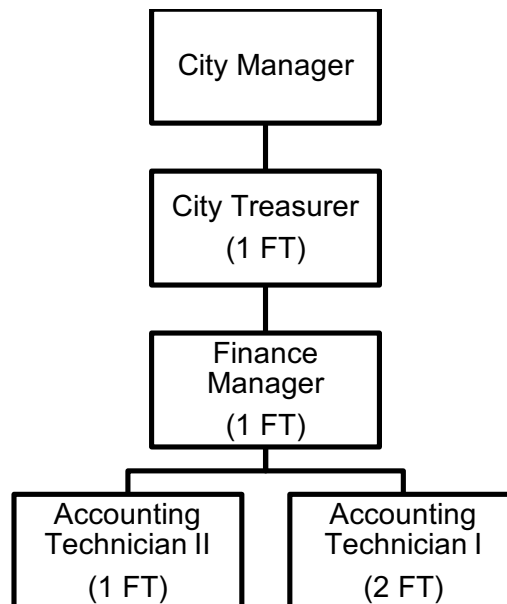 City Manager
City Treasurer
(1 FT)
Finance
Manager
(1 FT)
Accounting
Technician II
(1 FT)
Accounting
Technician I
(2 FT)